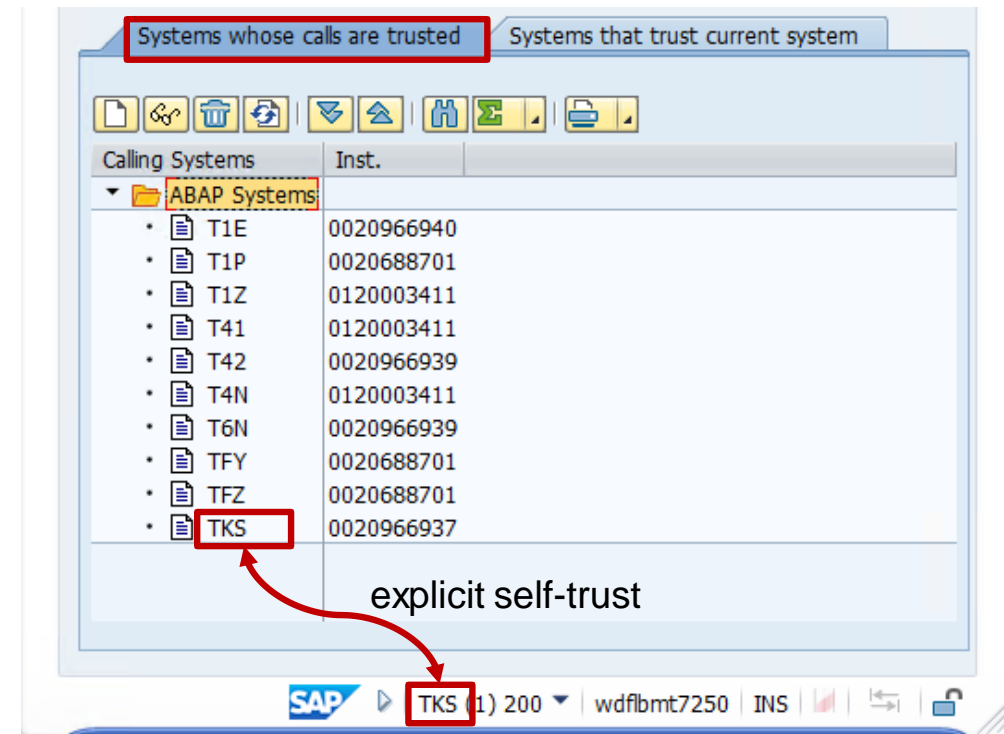 Systems whose calls are trusted Systems that trust current system
Calling Systems Inst.
ABAP Systems
T1E 0020966940
T1P 0020688701
T1Z 0120003411
T41 0120003411
T42 0020966939
T4N 0120003411
T6N 0020966939
TFY 0020688701
TFZ 0020688701
TKS 0020966937
explicit self-trust
SAP TKS (1) 200 wdflbmt7250 INS